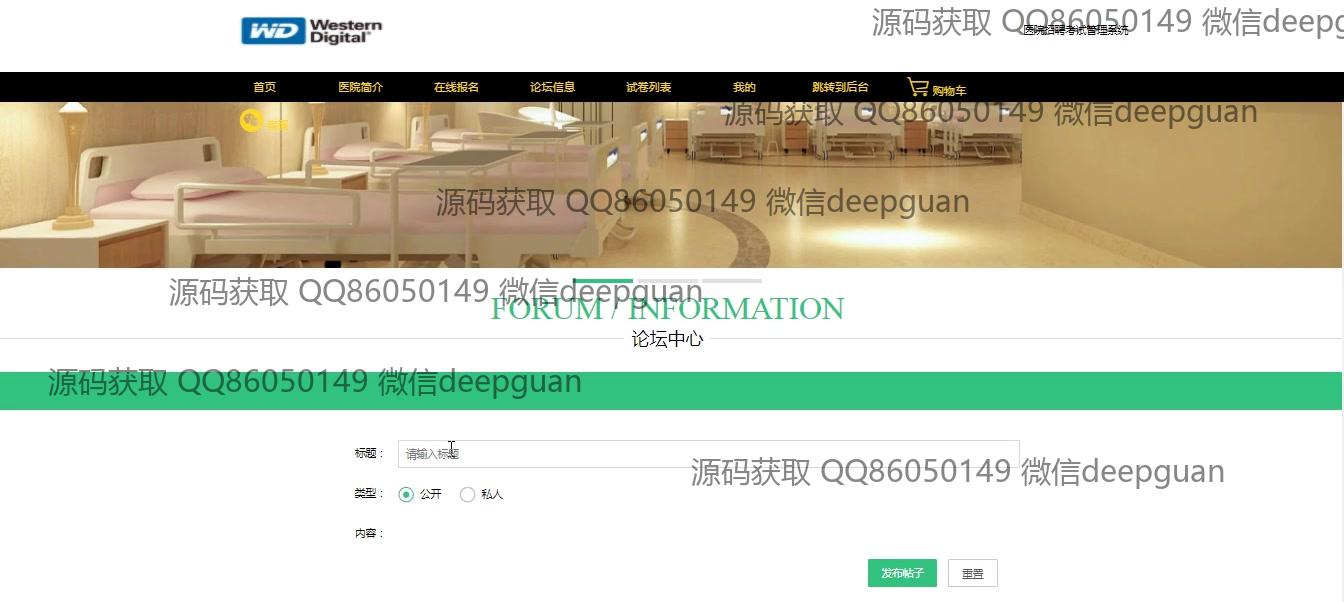 WD Western Digital®
源码获取 QQ86050149 微信deepg
医院招聘考试管理系统
首页 医院简介 在线报名 论坛信息 试卷列表 我的 跳转到后台 购物车
源码获取 QQ86050149 微信deepguan
源码获取 QQ86050149 微信deepguan
源码获取 QQ86050149 微信deepguan
FORUM / INFORMATION
论坛中心
源码获取 QQ86050149 微信deepguan
标题： 请输入标题
源码获取 QQ86050149 微信deepguan
类型： 公开 私人
内容：
发布帖子 重置